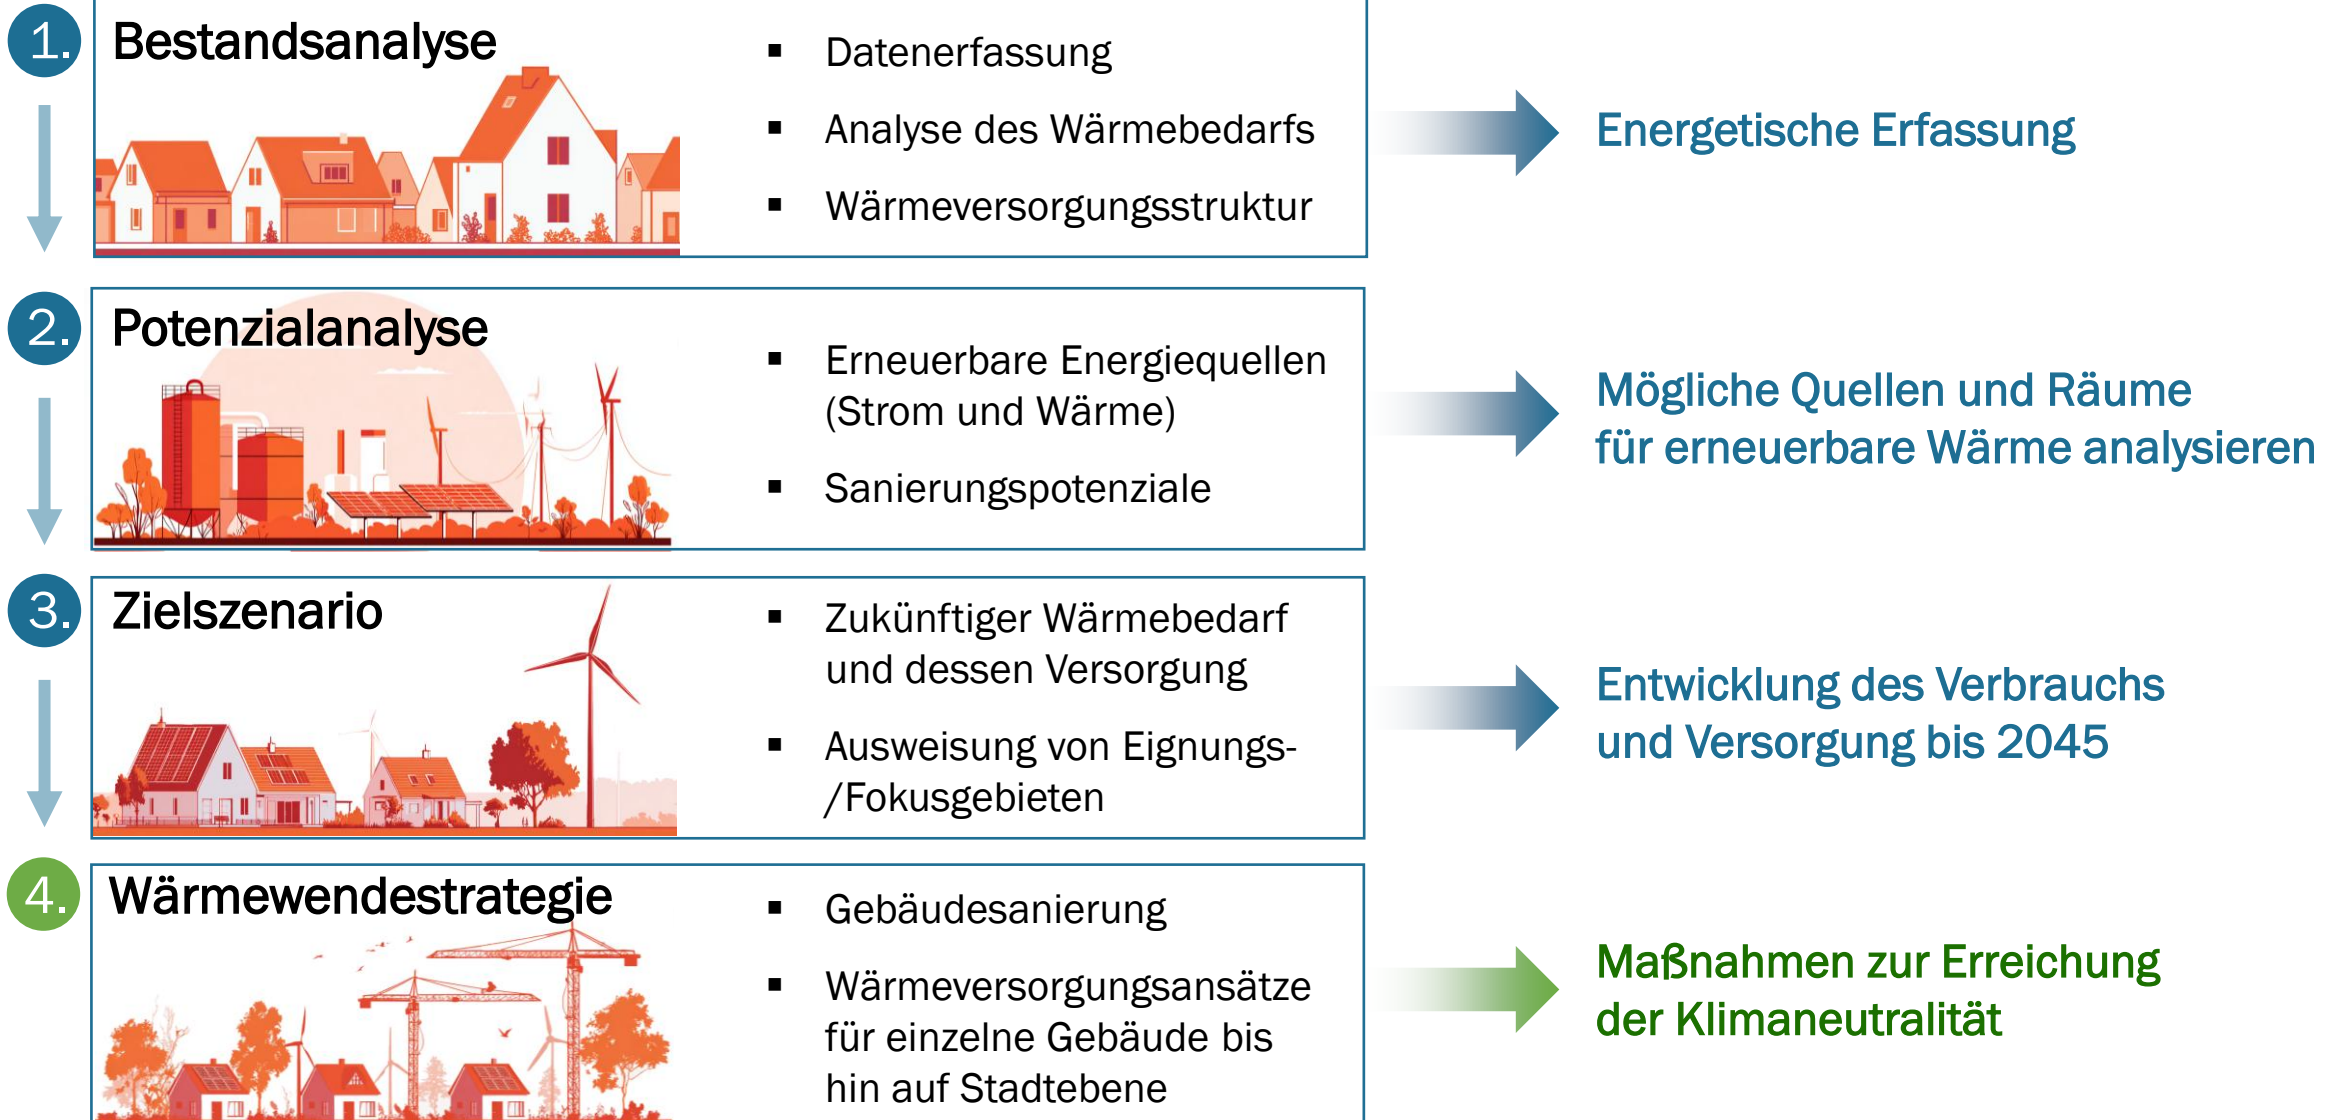 1.
Bestandsanalyse
▪ Datenerfassung
▪ Analyse des Wärmebedarfs
▪ Wärmeversorgungsstruktur
Energetische Erfassung
2.
Potenzialanalyse
▪ Erneuerbare Energiequellen
(Strom und Wärme)
▪ Sanierungspotenziale
Mögliche Quellen und Räume
für erneuerbare Wärme analysieren
3.
Zielszenario
▪ Zukünftiger Wärmebedarf
und dessen Versorgung
▪ Ausweisung von Eignungs-
/Fokusgebieten
Entwicklung des Verbrauchs
und Versorgung bis 2045
4.
Wärmewendestrategie
▪ Gebäudesanierung
▪ Wärmeversorgungsansätze
für einzelne Gebäude bis
hin auf Stadtebene
Maßnahmen zur Erreichung
der Klimaneutralität